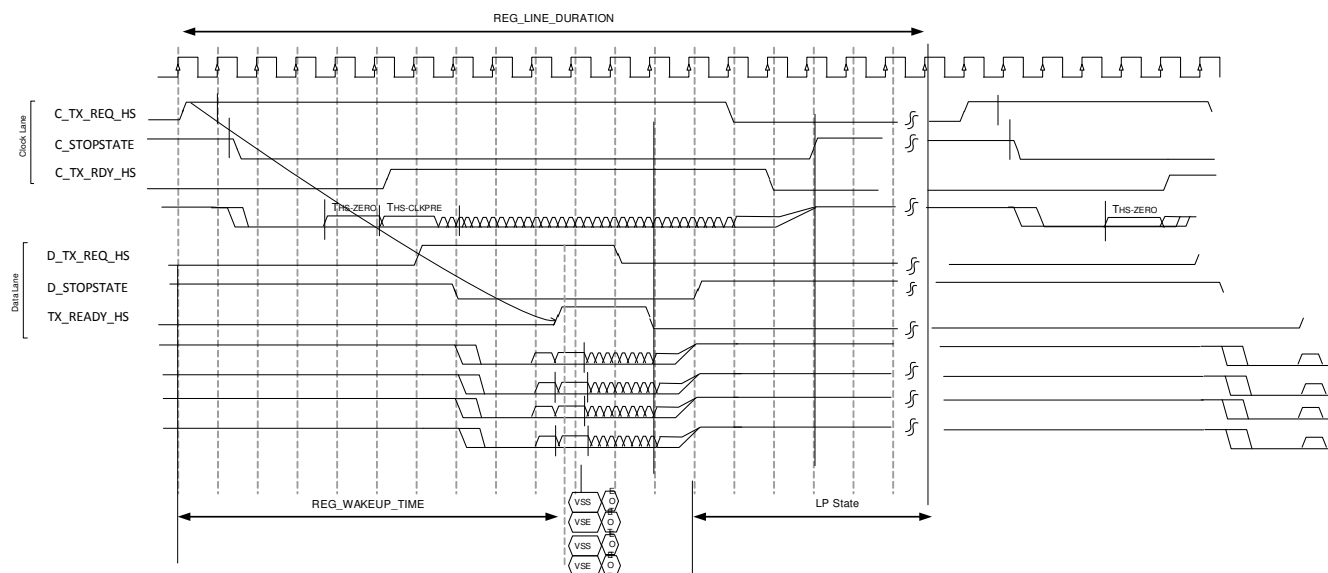 REG_LINE_DURATION
Clock Lane
C_TX_REQ_HS
C_STOPSTATE
C_TX_RDY_HS
THS-ZERO THS-CLKPRE
THS-ZERO
Data Lane
D_TX_REQ_HS
D_STOPSTATE
TX_READY_HS
REG_WAKEUP_TIME
LP State
VSS
VSE
VSS
VSE